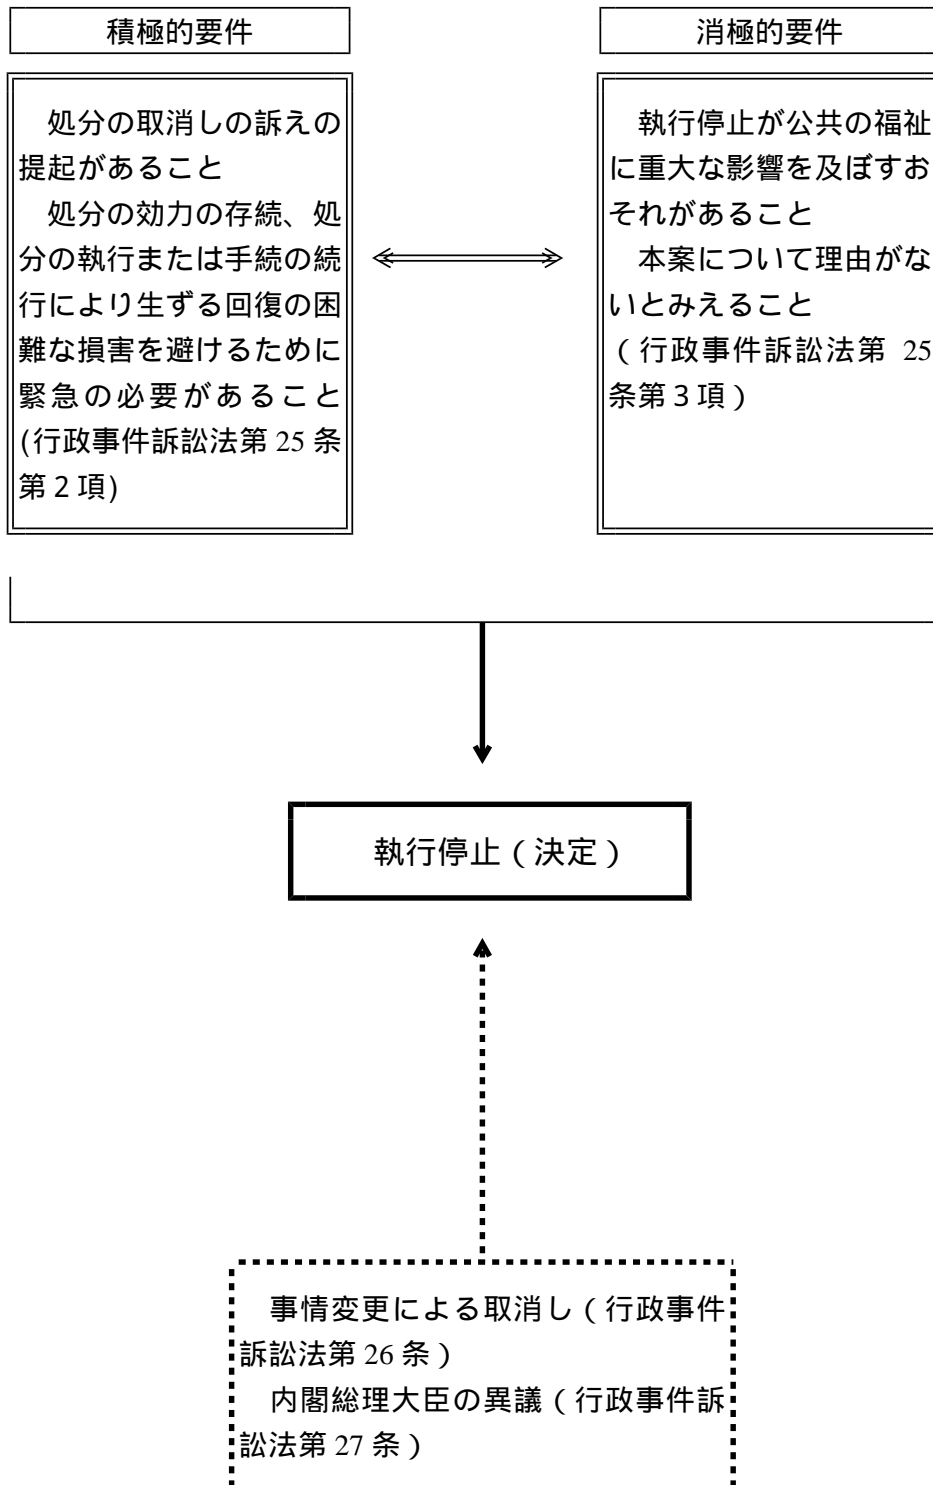 積極的要件
処分の取消しの訴えの
提起があること
処分の効力の存続、処
分の執行または手続の続
行により生ずる回復の困
難な損害を避けるために
緊急の必要があること
(行政事件訴訟法第 25 条
第２項)
消極的要件
執行停止が公共の福祉
に重大な影響を及ぼすお
それがあること
本案について理由がな
いとみえること
（行政事件訴訟法第 25
条第３項）
執行停止（決定）
事情変更による取消し（行政事件
訴訟法第 26 条）
内閣総理大臣の異議（行政事件訴
訟法第 27 条）